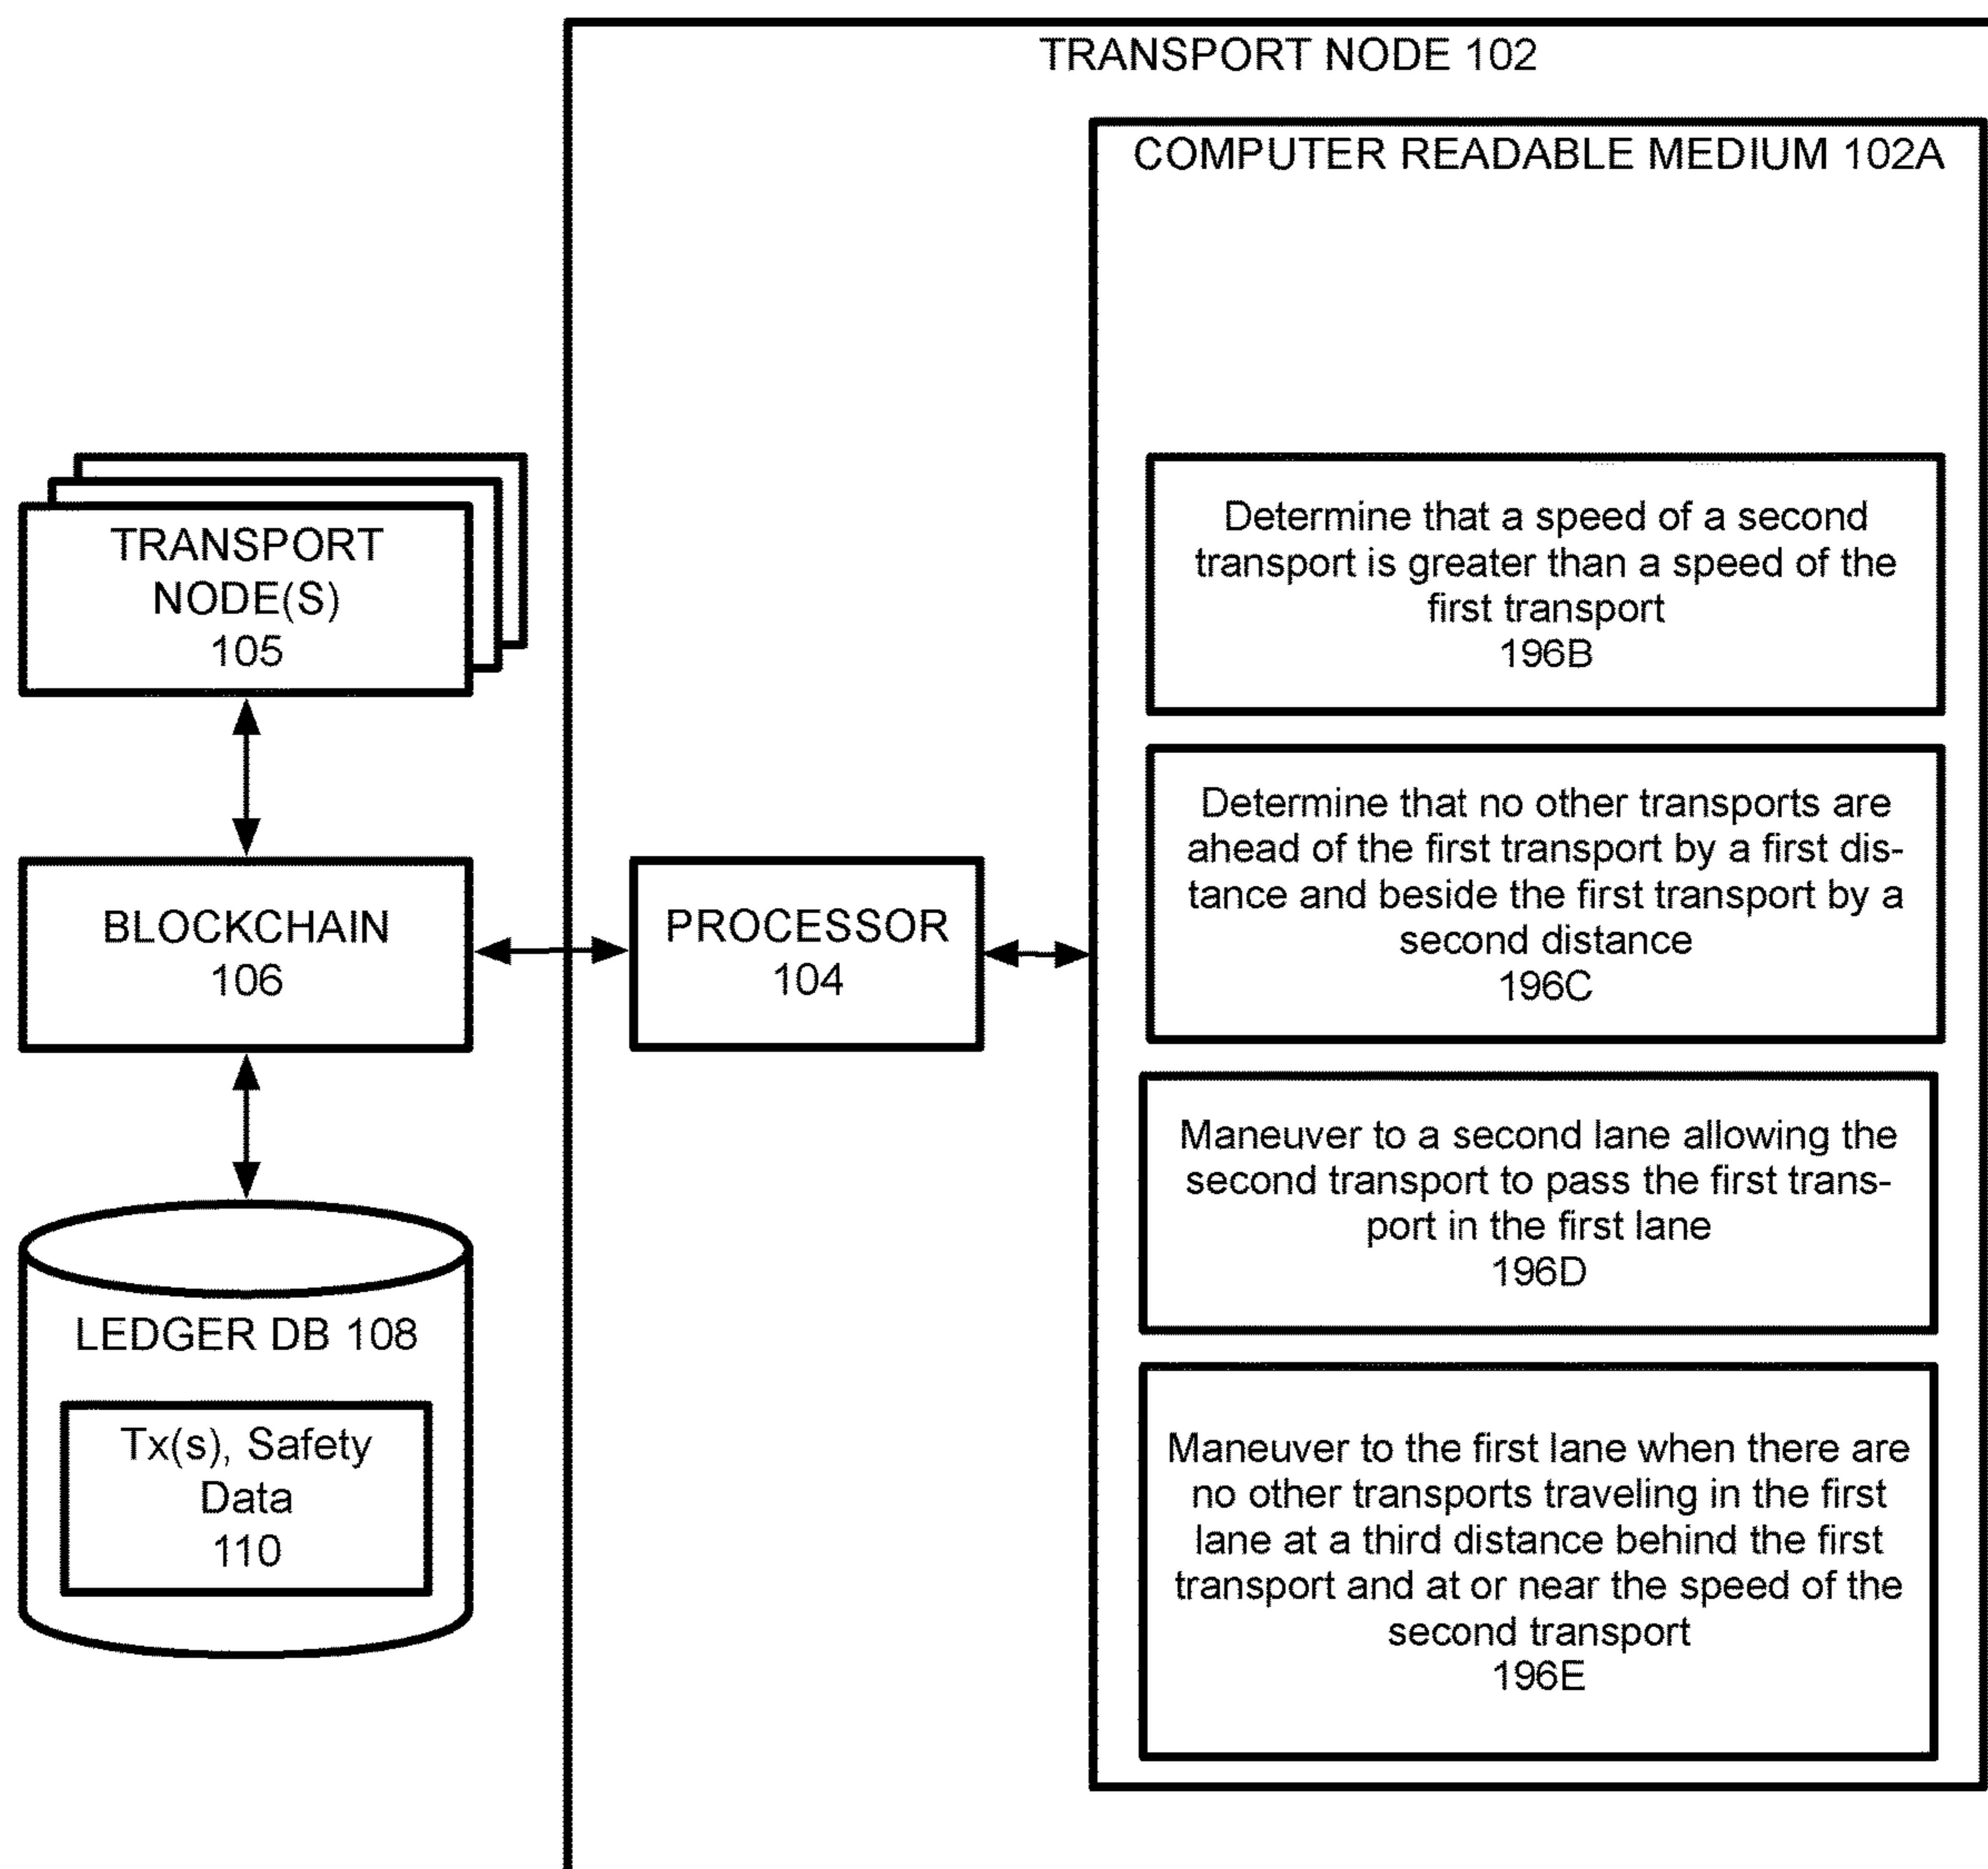 TRANSPORT NODE 102
COMPUTER READABLE MEDIUM 102A
TRANSPORT
NODE(S)
105
BLOCKCHAIN
106
LEDGER DB 108
Tx(s), Safety
Data
110
PROCESSOR
104
Determine that a speed of a second
transport is greater than a speed of the
first transport
196B
Determine that no other transports are
ahead of the first transport by a first dis-
tance and beside the first transport by a
second distance
196C
Maneuver to a second lane allowing the
second transport to pass the first trans-
port in the first lane
196D
Maneuver to the first lane when there are
no other transports traveling in the first
lane at a third distance behind the first
transport and at or near the speed of the
second transport
196E